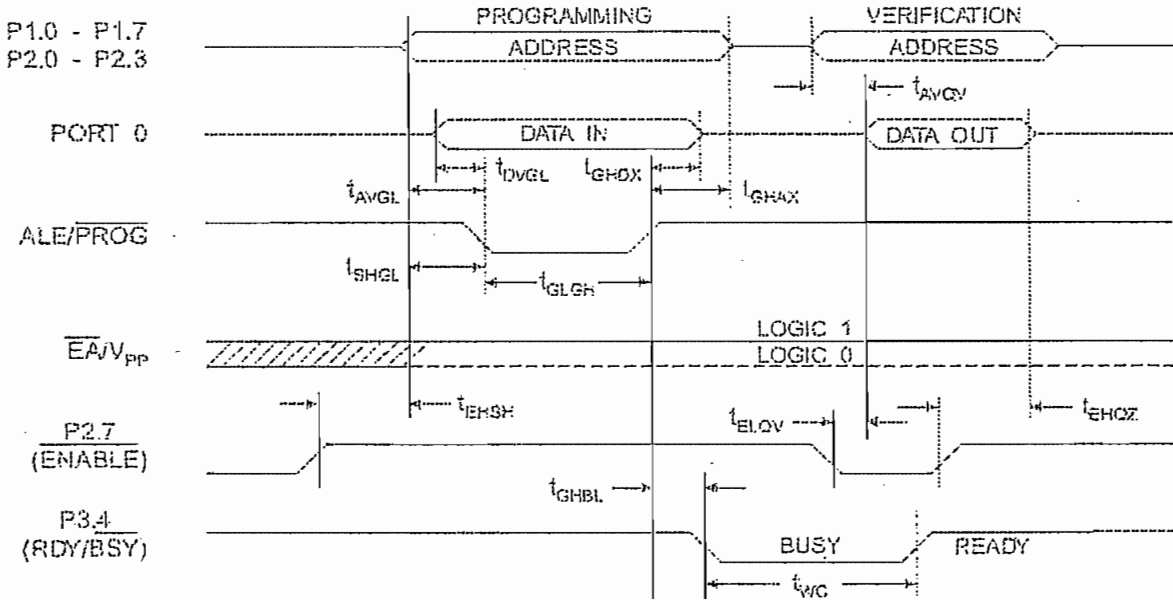 PROGRAMMING VERIFICATION
P1.0 - P1.7
P2.0 - P2.3
ADDRESS ADDRESS
tAVQV
PORT 0
DATA IN DATA OUT
tDVGL tGHDX
tAVGL tGHAX
ALE/PROG
tSHGL tGLGH
LOGIC 1
EA/VPP
LOGIC 0
tEHSH
tELQV tEHQZ
P2.7
(ENABLE)
tGHBL
P3.4
(RDY/BSY)
BUSY READY
tWC